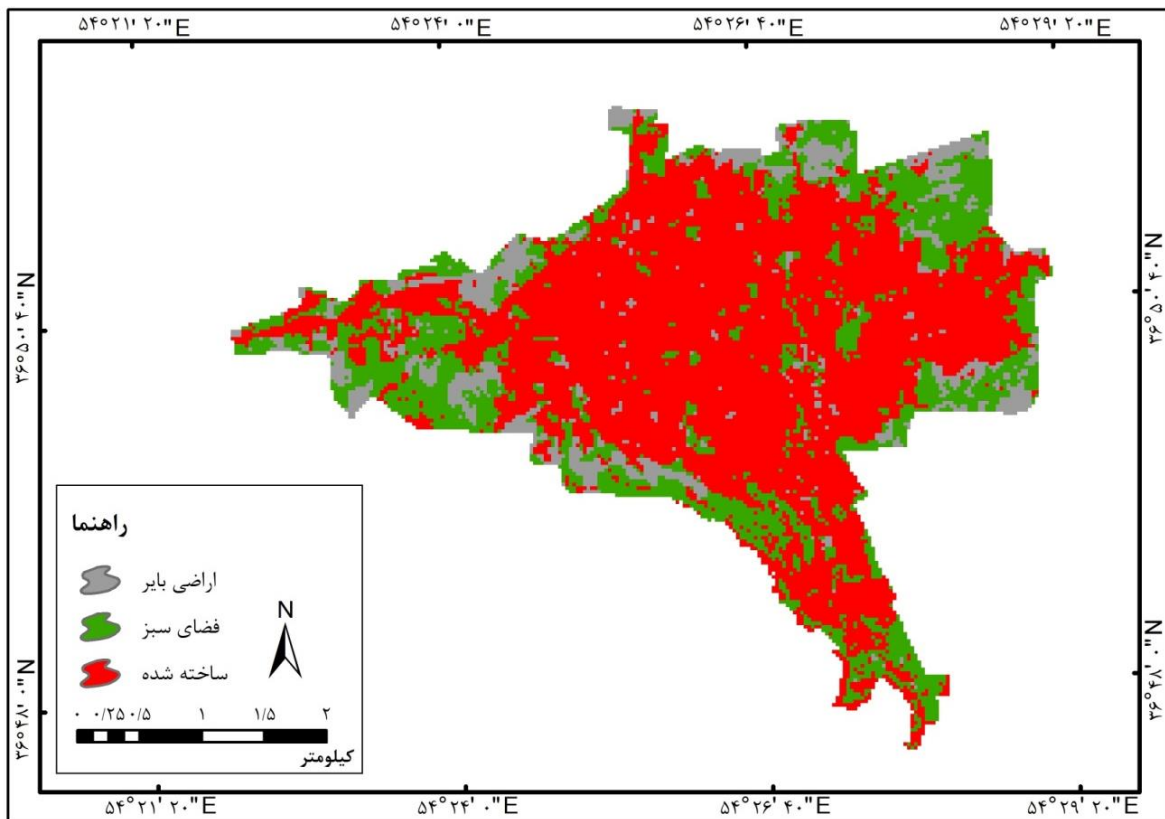 ۵۴°۲۱' ۲۰"E ۵۴°۲۴' ۰"E ۵۴°۲۶' ۴۰"E ۵۴°۲۹' ۲۰"E
۳۶°۵۰' ۴۰"N
۳۶°۵۰' ۴۰"N
راهنما
اراضی بایر
فضای سبز
ساخته شده
N
۰ ۰/۲۵ ۰/۵ ۱ ۱/۵ ۲
کیلومتر
۳۶°۴۸' ۰"N
۳۶°۴۸' ۰"N
۵۴°۲۱' ۲۰"E ۵۴°۲۴' ۰"E ۵۴°۲۶' ۴۰"E ۵۴°۲۹' ۲۰"E